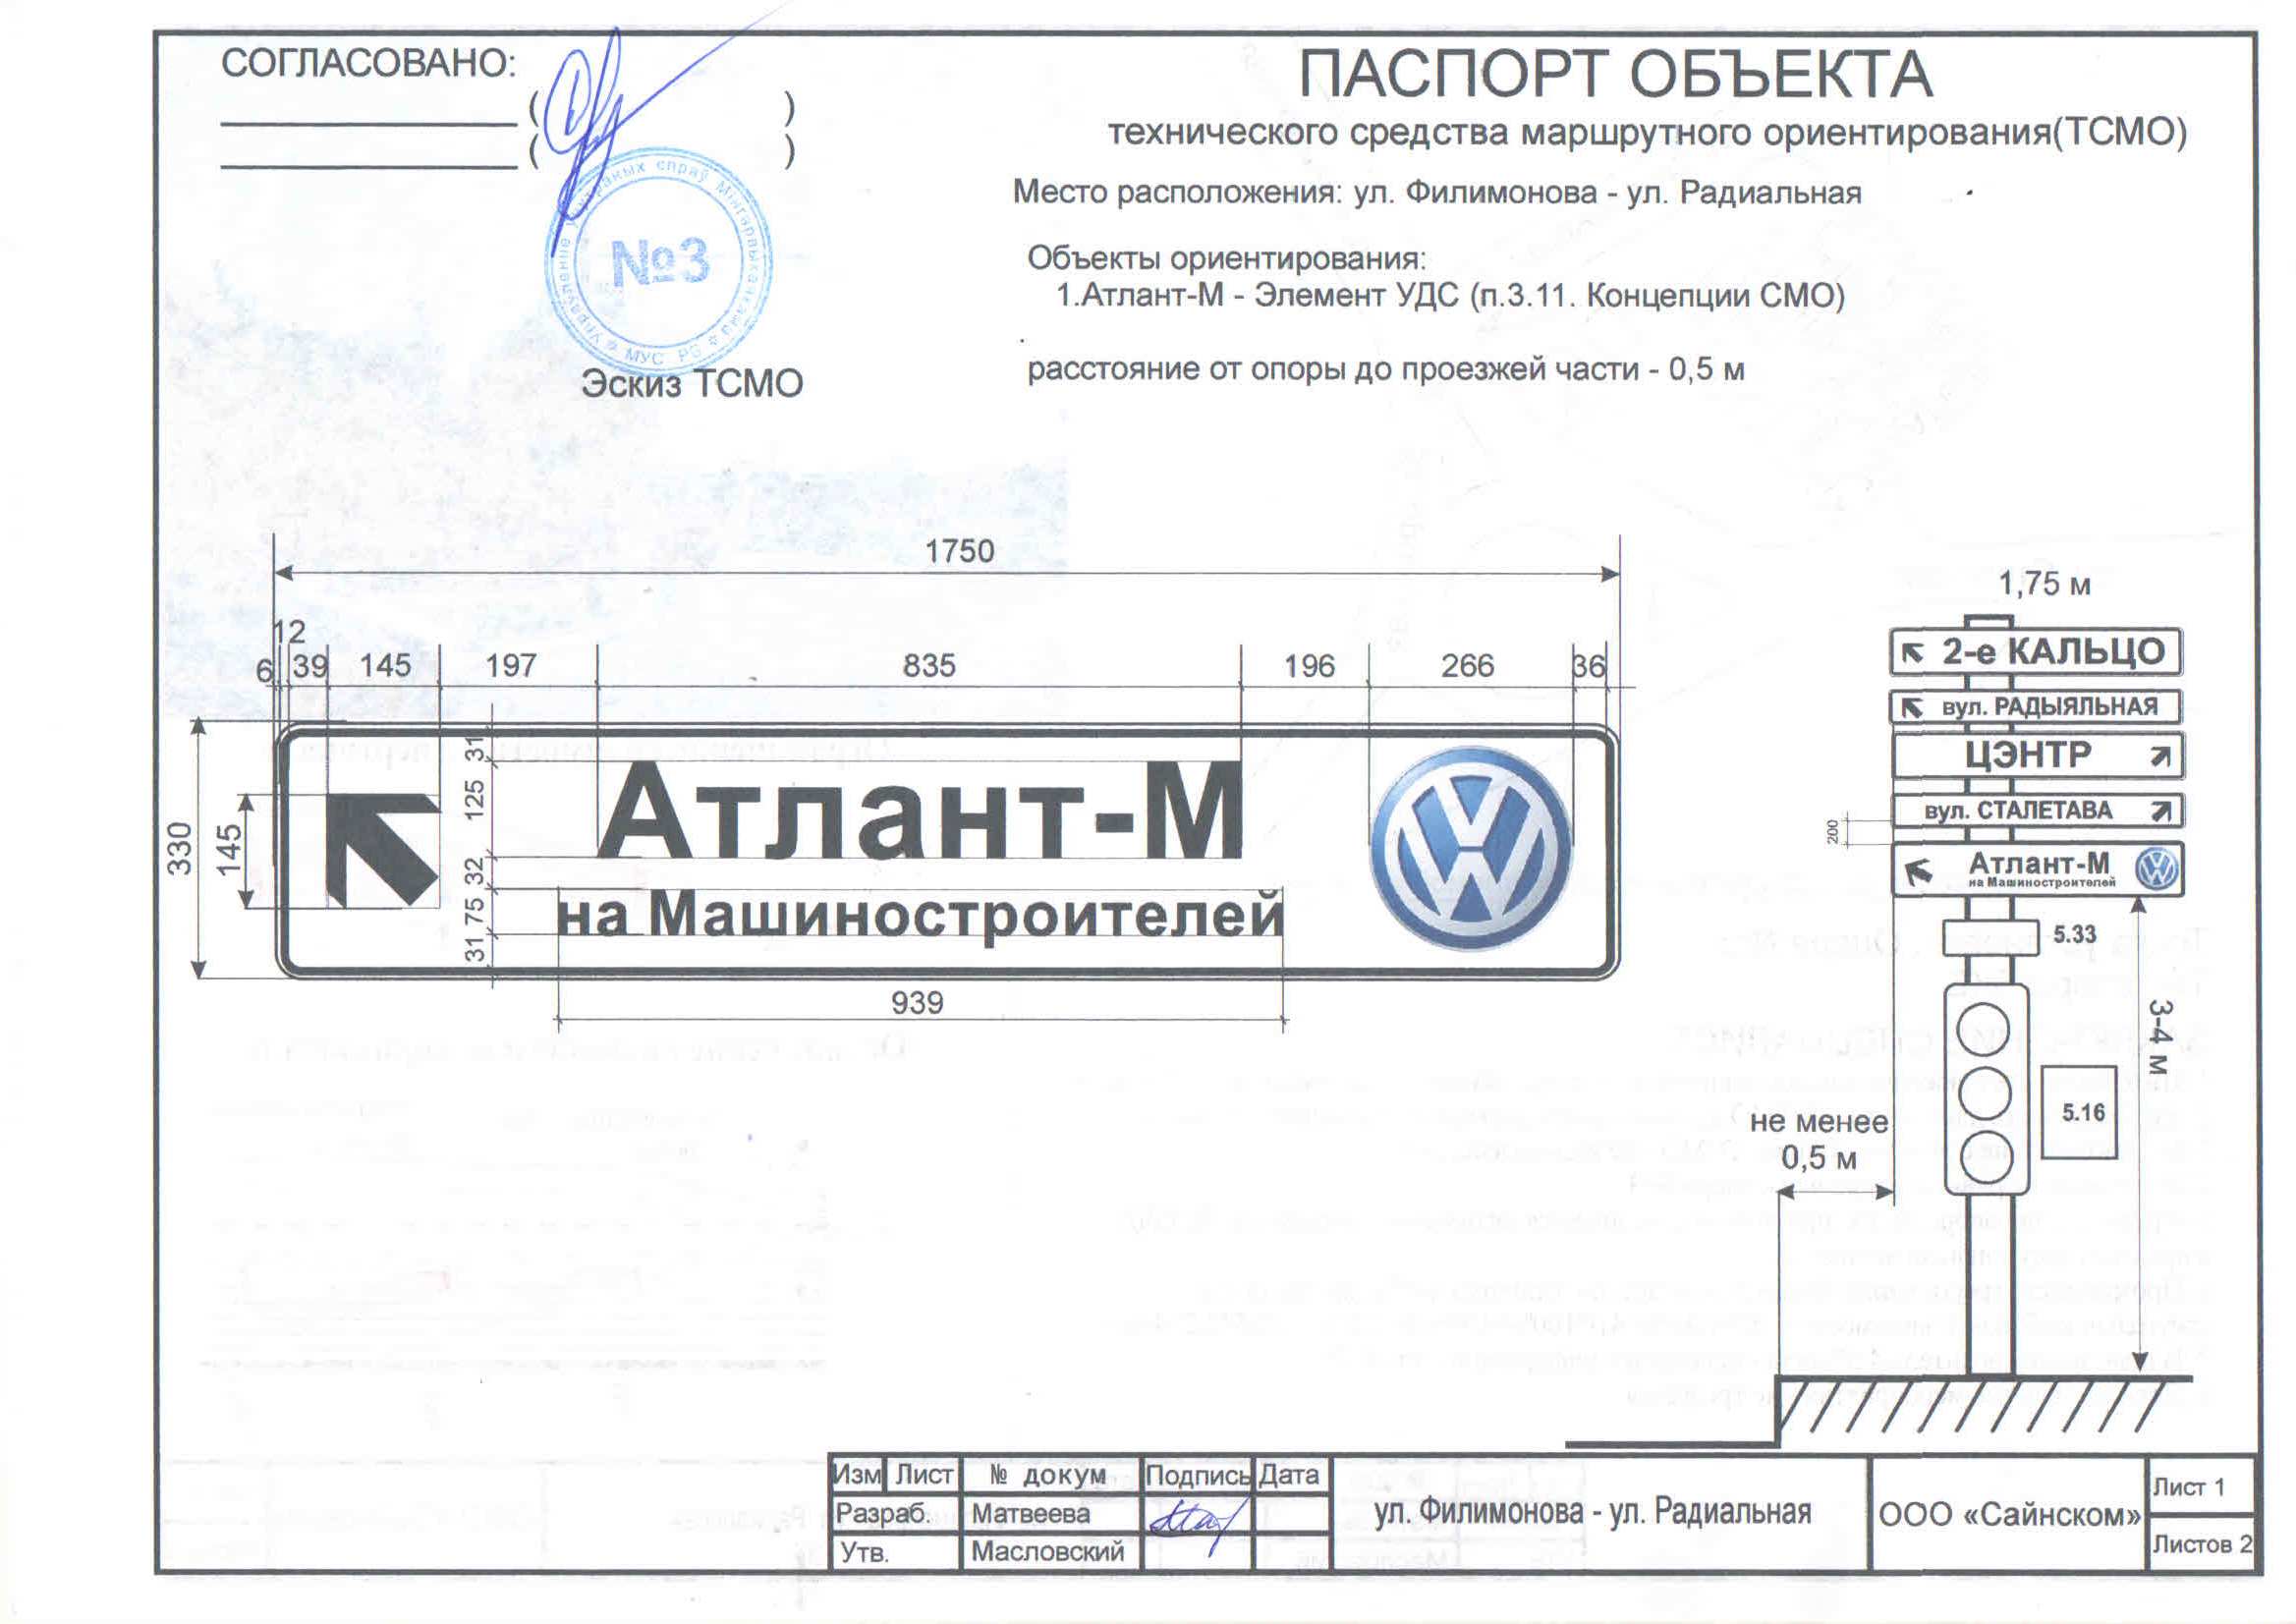 СОГЛАСОВАНО:
( )
( )
№3
МУС РБ
Эскиз ТСМО
ПАСПОРТ ОБЪЕКТА
технического средства маршрутного ориентирования(ТСМО)
Место расположения: ул. Филимонова - ул. Радиальная
Объекты ориентирования:
1.Атлант-М - Элемент УДС (п.3.11. Концепции СМО)
расстояние от опоры до проезжей части - 0,5 м
1750
12
6 39 145 197 835 196 266 36
330
145
31
125
32
75
31
Атлант-М
на Машиностроителей
939
1,75 м
2-е КАЛЬЦО
вул. РАДЫЯЛЬНАЯ
ЦЭНТР
вул. СТАЛЕТАВА
200
Атлант-М
на Машиностроителей
5.33
3-4 м
5.16
не менее
0,5 м
Изм Лист № докум Подпись Дата
Разраб. Матвеева
Утв. Масловский
ул. Филимонова - ул. Радиальная
ООО «Сайнском»
Лист 1
Листов 2